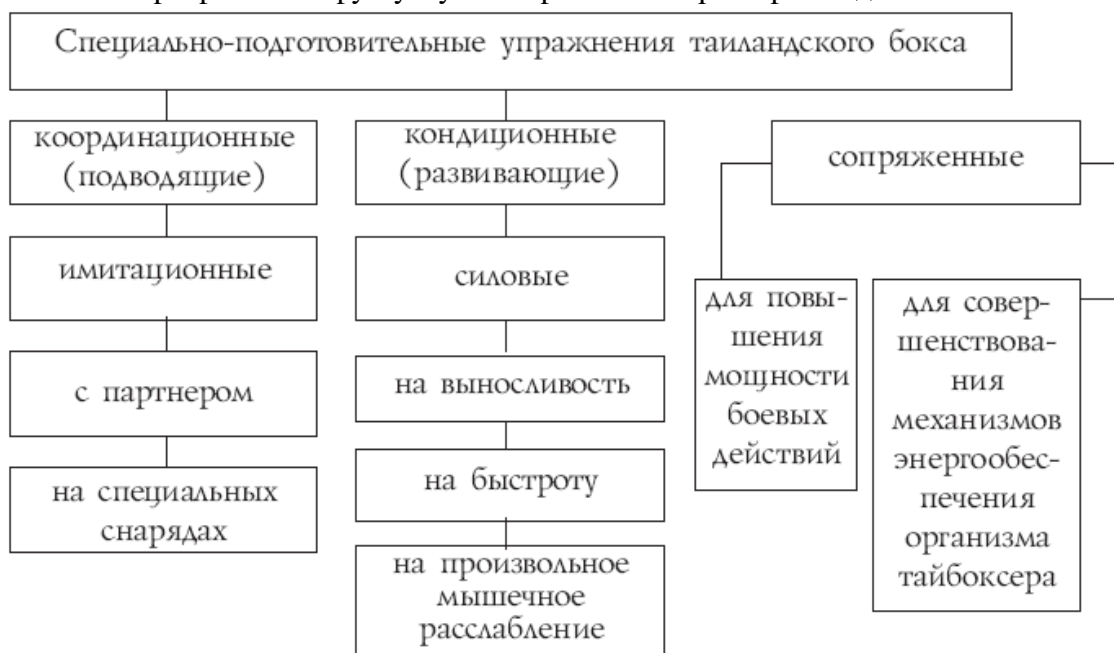 Специально-подготовительные упражнения таиландского бокса
координационные
(подводящие)
имитационные
с партнером
на специальных
снарядах
кондиционные
(развивающие)
силовые
на выносливость
на быстроту
на произвольное
мышечное
расслабление
сопряженные
для повы-
шения
мощности
боевых
действий
для совер-
шенствова-
ния
механизмов
энергообес-
печения
организма
тайбоксера